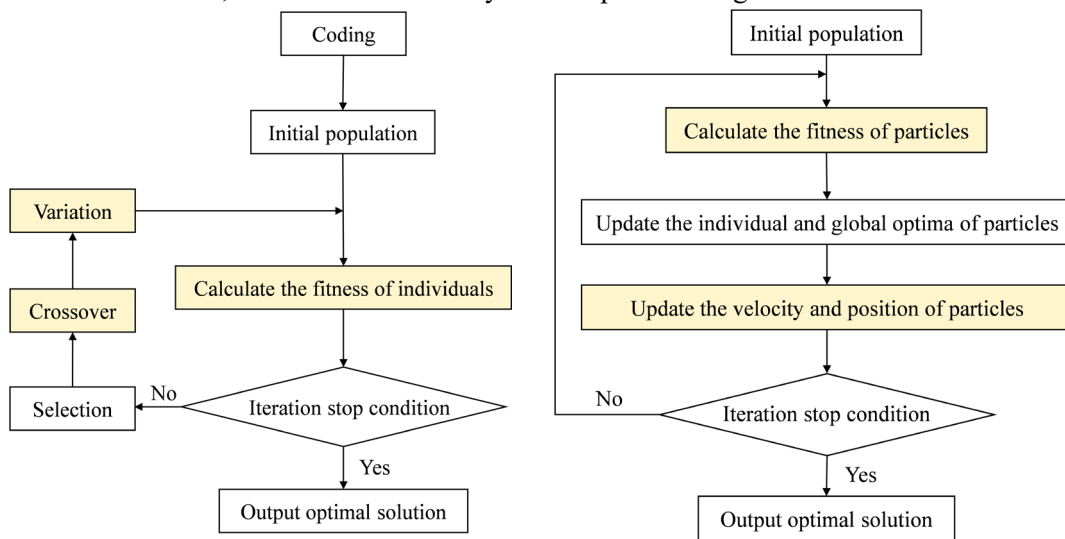 Coding
Initial population
Variation
Calculate the fitness of individuals
Crossover
No
Selection
Iteration stop condition
Yes
Output optimal solution
Initial population
Calculate the fitness of particles
Update the individual and global optima of particles
Update the velocity and position of particles
No
Iteration stop condition
Yes
Output optimal solution